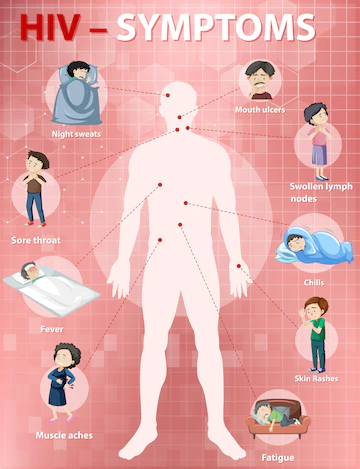 HIV – SYMPTOMS
Night sweats
Mouth ulcers
Swollen lymph
nodes
Sore throat
Chills
Fever
Skin Rashes
Muscle aches
Fatigue